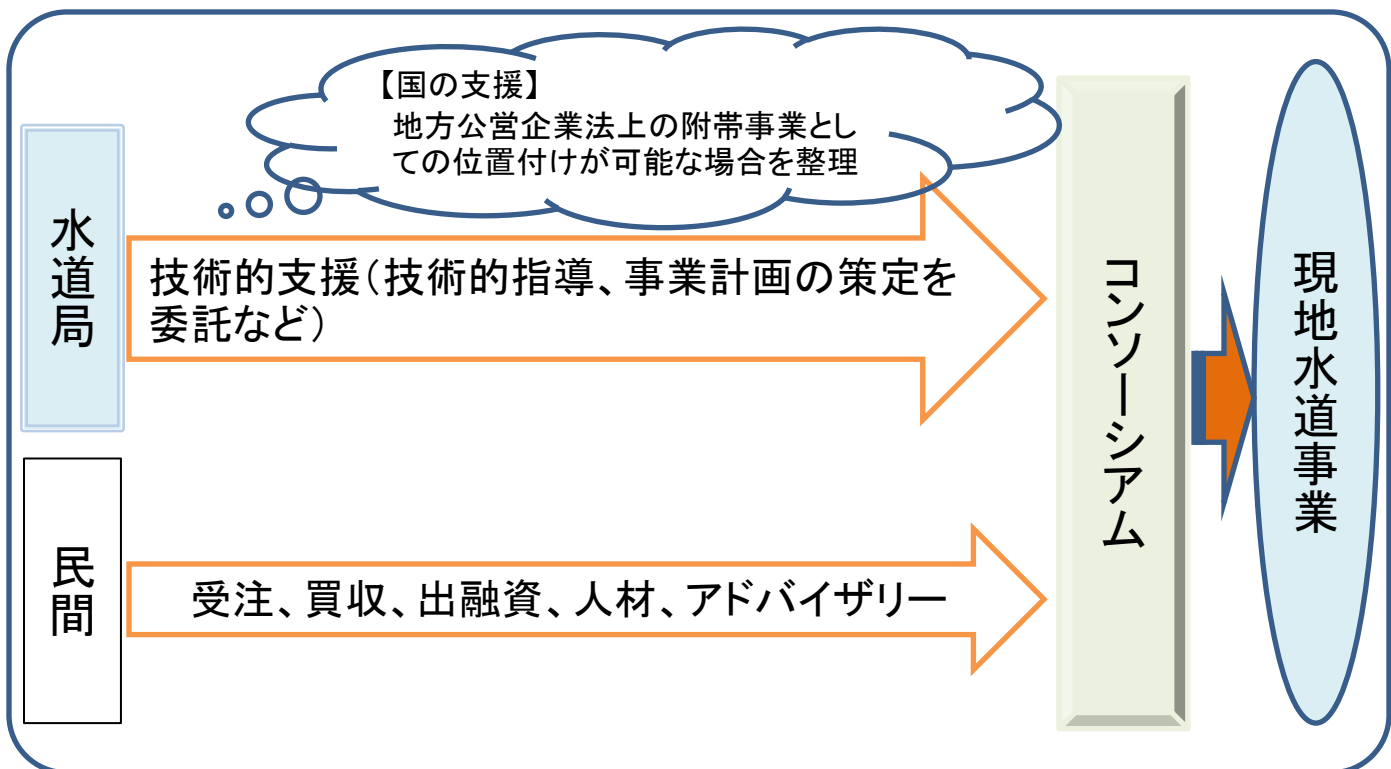 【国の支援】
地方公営企業法上の附帯事業とし
ての位置付けが可能な場合を整理
水道局
技術的支援(技術的指導、事業計画の策定を
委託など)
民間
受注、買収、出融資、人材、アドバイザリー
コンソーシアム
現地水道事業